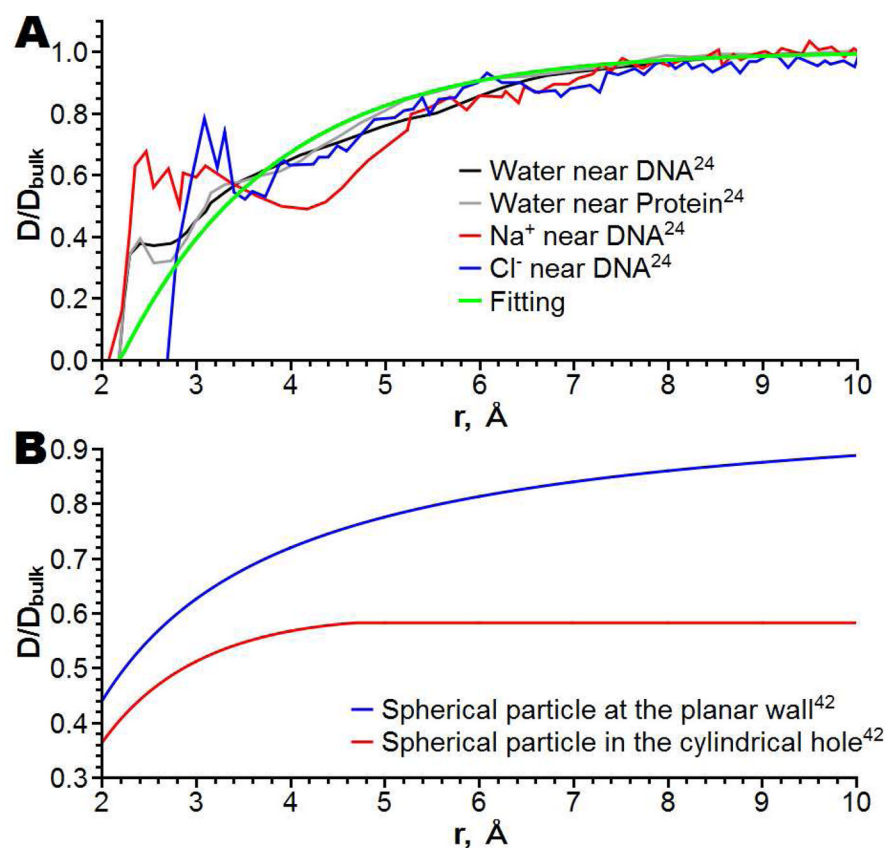 A
D/Dbulk
1.0
0.8
0.6
0.4
0.2
0.0
Water near DNA24
Water near Protein24
Na+ near DNA24
Cl- near DNA24
Fitting
2 3 4 5 6 7 8 9 10
r, Å
B
D/Dbulk
0.9
0.8
0.7
0.6
0.5
0.4
0.3
Spherical particle at the planar wall42
Spherical particle in the cylindrical hole42
2 3 4 5 6 7 8 9 10
r, Å